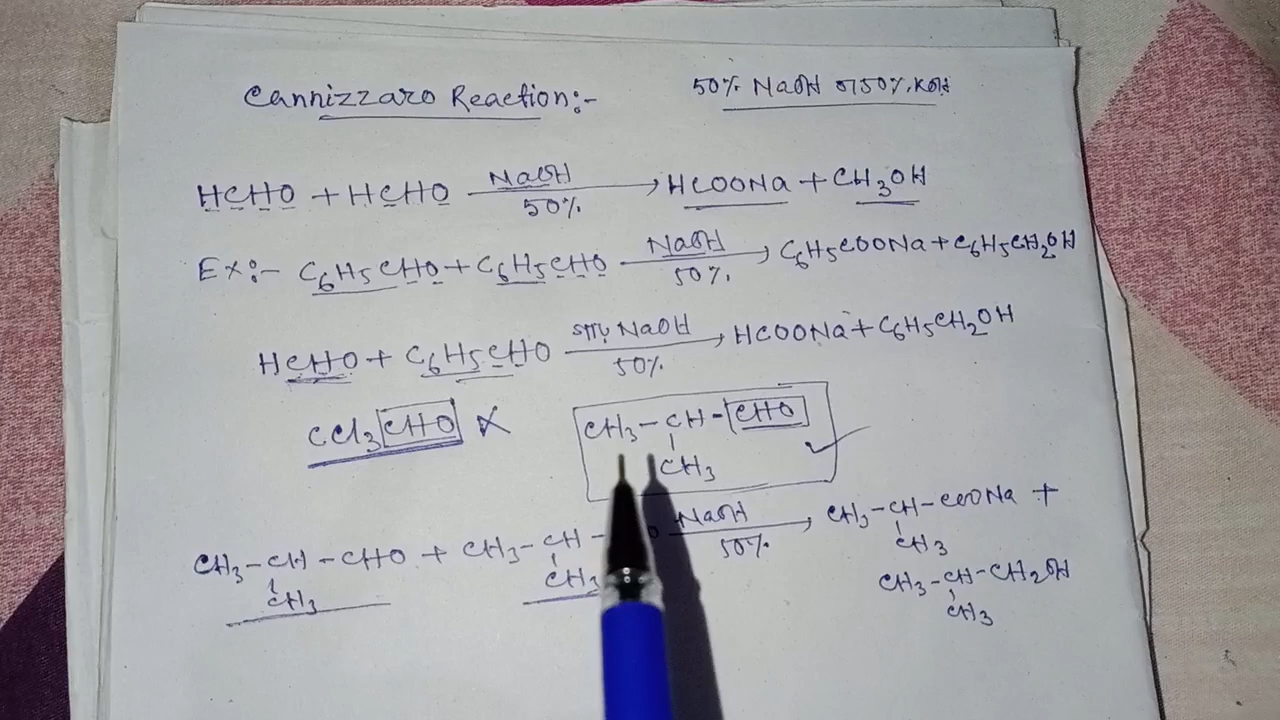 Cannizzaro Reaction:-
50% NaOH or 50% KOH
HCHO + HCHO NaOH 50% → HCOONa + CH3OH
Ex:- C6H5CHO + C6H5CHO NaOH 50% → C6H5COONa + C6H5CH2OH
HCHO + C6H5CHO NaOH 50% → HCOONa + C6H5CH2OH
CCl3CHO ×
CH3-CH-CHO ✓
CH3
CH3-CH-CHO + CH3-CH- NaOH 50% → CH3-CH-COONa +
CH3 CH3 CH3
CH3-CH-CH2OH
CH3